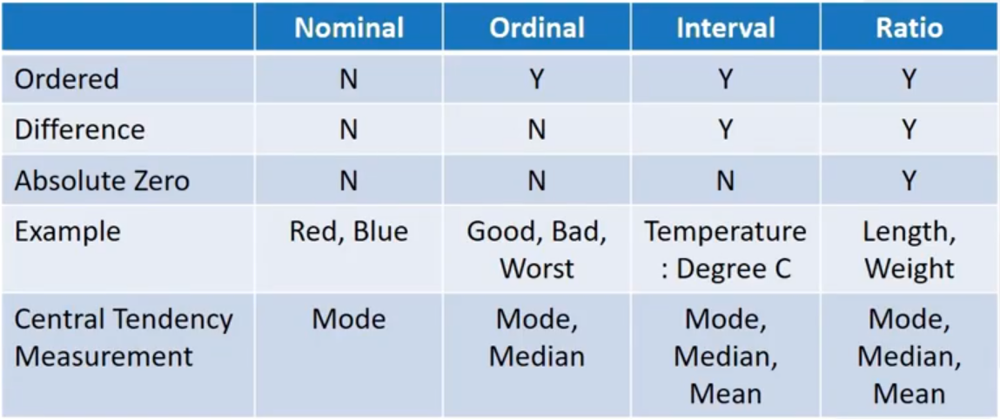 Nominal Ordinal Interval Ratio
Ordered N Y Y Y
Difference N N Y Y
Absolute Zero N N N Y
Example Red, Blue Good, Bad, Temperature Length,
Worst : Degree C Weight
Central Tendency Mode Mode, Mode, Mode,
Measurement Median Median, Median,
Mean Mean